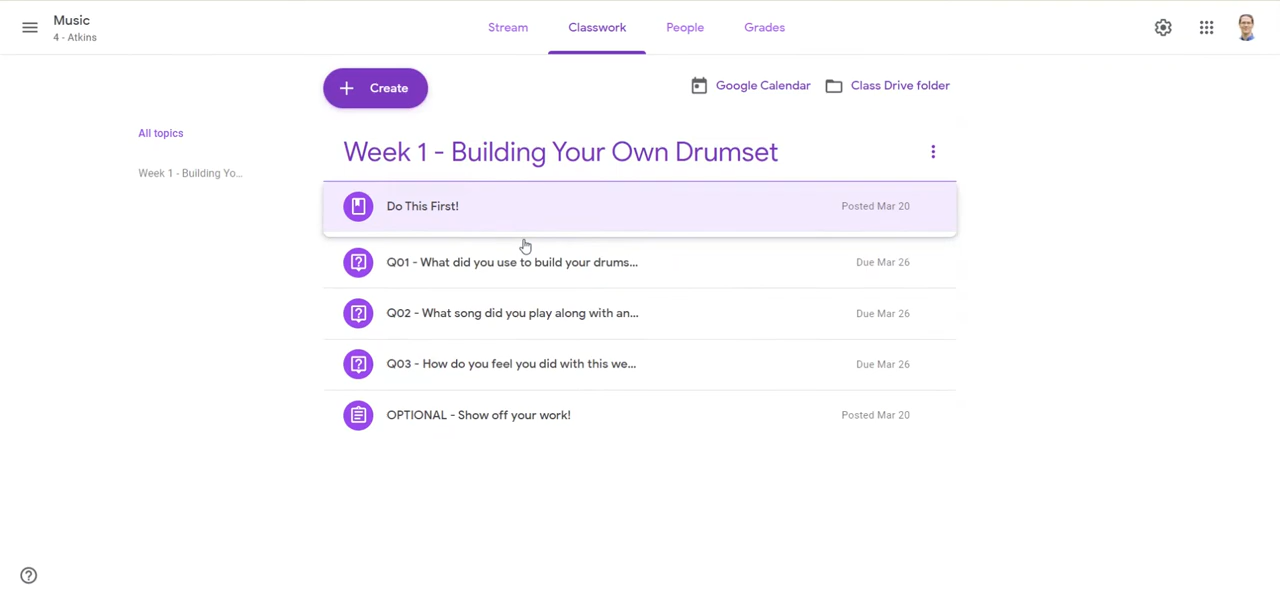 Music
4 - Atkins
Stream
Classwork
People
Grades
Create
Google Calendar
Class Drive folder
All topics
Week 1 - Building Yo...
Week 1 - Building Your Own Drumset
Do This First!
Posted Mar 20
Q01 - What did you use to build your drums...
Due Mar 26
Q02 - What song did you play along with an...
Due Mar 26
Q03 - How do you feel you did with this we...
Due Mar 26
OPTIONAL - Show off your work!
Posted Mar 20